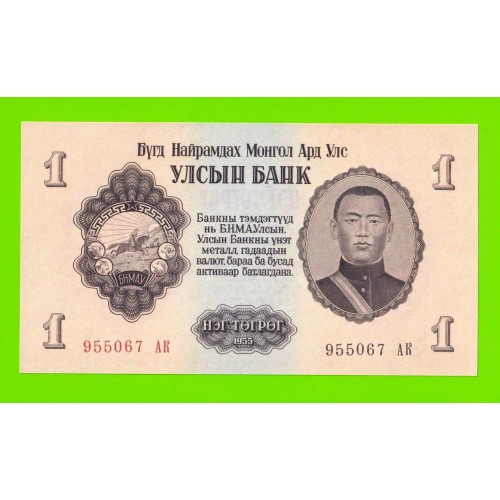 Бүгд Найрамдах Монгол Ард Улс
1 УЛСЫН БАНК 1
Банкны тэмдэгтүүд
нь Б.Н.М.А.Улсын,
Улсын Банкны үнэт
металл, гадаадын
валют, бараа ба бусад
активаар батлагдана.
БНМАУ
1 НЭГ ТӨГРӨГ 1
1955
955067 АК 955067 АК